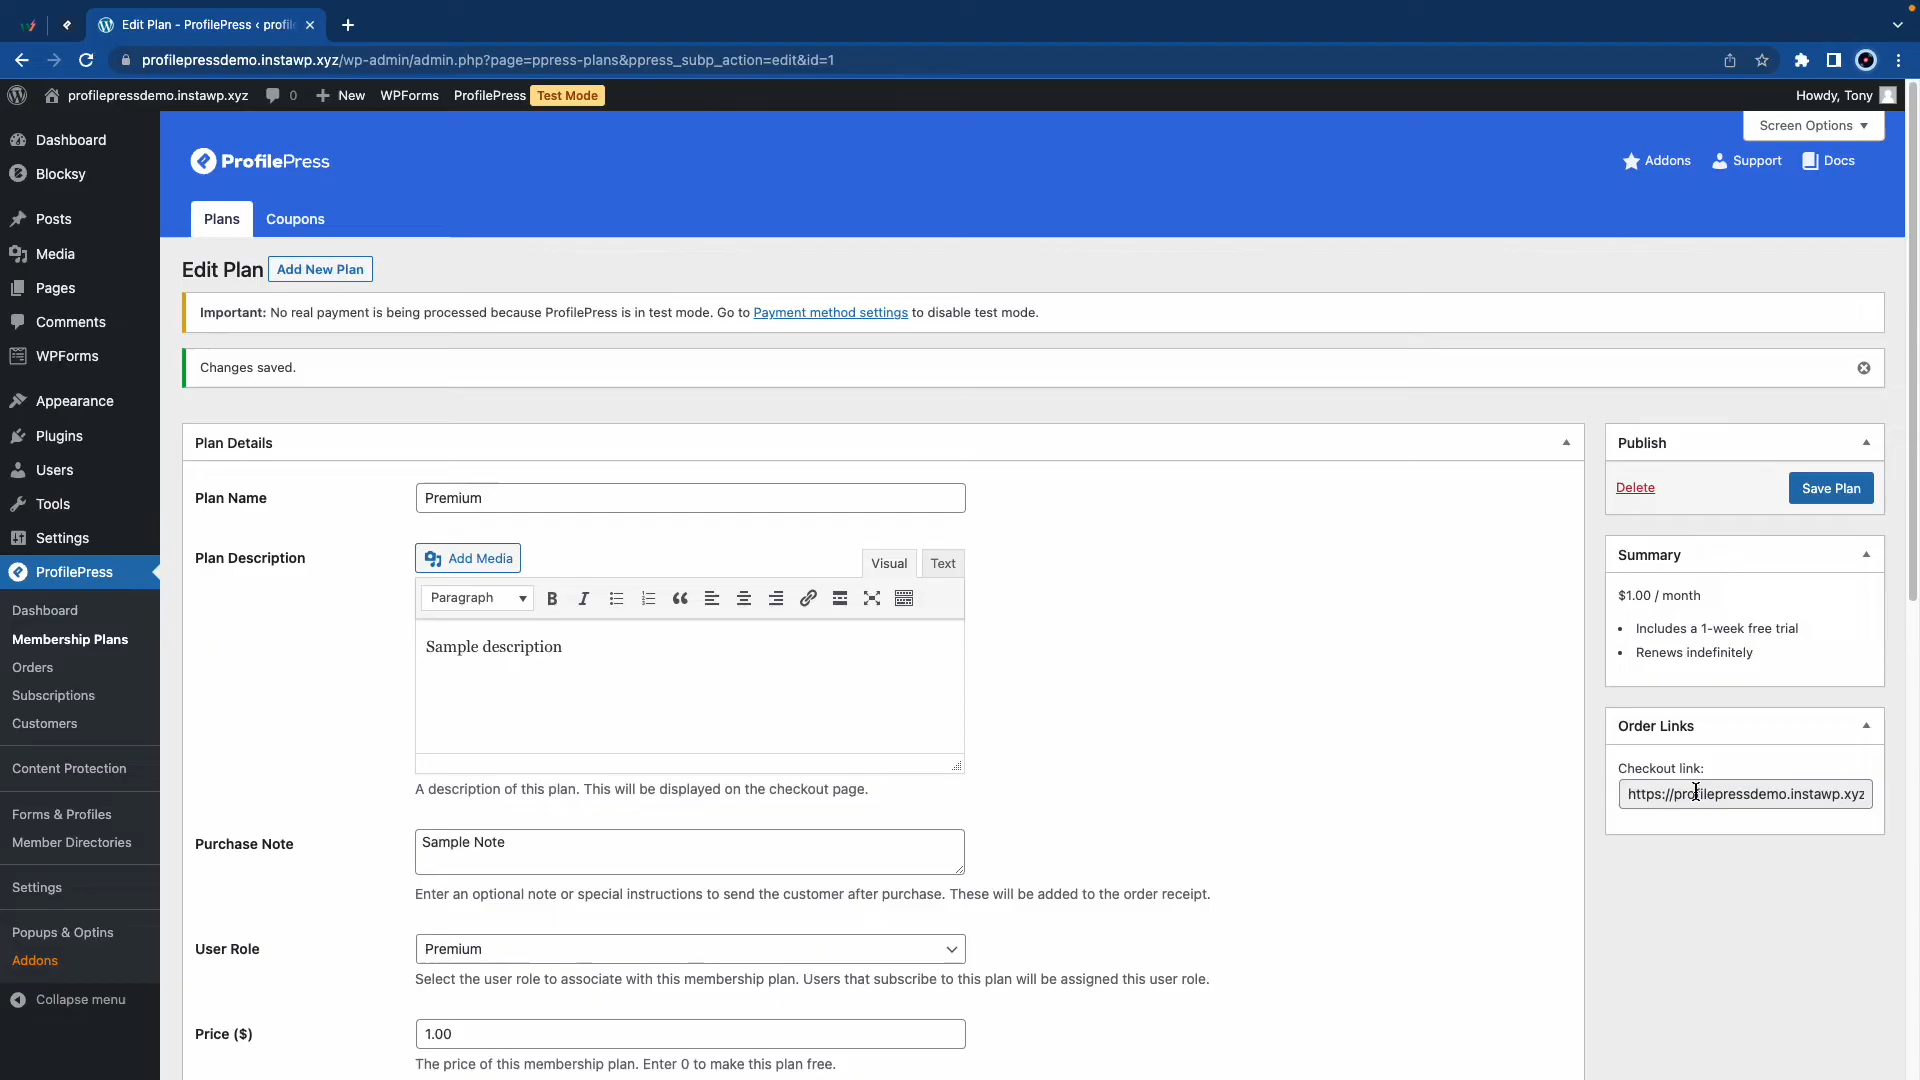 Edit Plan - ProfilePress ‹ profil
profilepressdemo.instawp.xyz/wp-admin/admin.php?page=ppress-plans&ppress_subp_action=edit&id=1
profilepressdemo.instawp.xyz 0 New WPForms ProfilePress Test Mode Howdy, Tony
Screen Options
Dashboard
Blocksy
Posts
Media
Pages
Comments
WPForms
Appearance
Plugins
Users
Tools
Settings
ProfilePress
Dashboard
Membership Plans
Orders
Subscriptions
Customers
Content Protection
Forms & Profiles
Member Directories
Settings
Popups & Optins
Addons
Collapse menu
ProfilePress
Addons Support Docs
Plans Coupons
Edit Plan Add New Plan
Important: No real payment is being processed because ProfilePress is in test mode. Go to Payment method settings to disable test mode.
Changes saved.
Plan Details
Plan Name Premium
Plan Description Add Media Visual Text
Paragraph
Sample description
A description of this plan. This will be displayed on the checkout page.
Purchase Note Sample Note
Enter an optional note or special instructions to send the customer after purchase. These will be added to the order receipt.
User Role Premium
Select the user role to associate with this membership plan. Users that subscribe to this plan will be assigned this user role.
Price ($) 1.00
The price of this membership plan. Enter 0 to make this plan free.
Publish
Delete Save Plan
Summary
$1.00 / month
Includes a 1-week free trial
Renews indefinitely
Order Links
Checkout link:
https://profilepressdemo.instawp.xyz